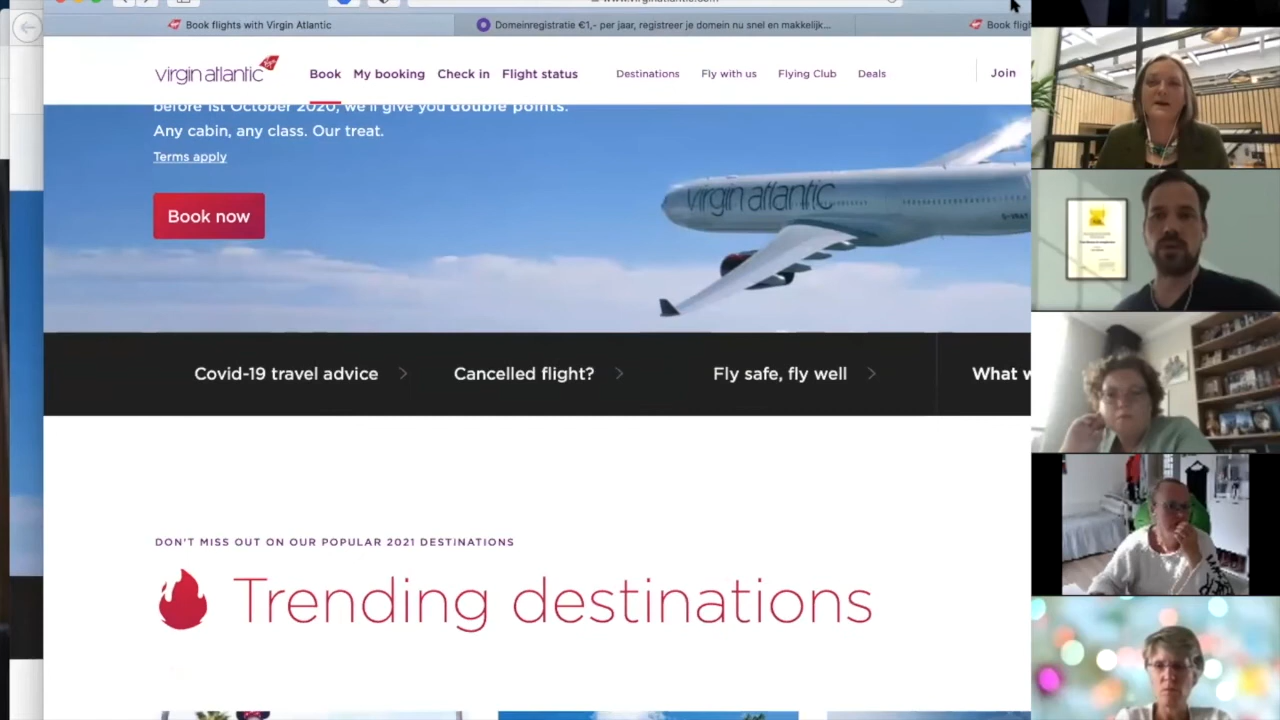 www.virginatlantic.com
Book flights with Virgin Atlantic
Domeinregistratie €1,- per jaar, registreer je domein nu snel en makkelijk...
Book fligh
virgin atlantic
Book
My booking
Check in
Flight status
Destinations
Fly with us
Flying Club
Deals
Join
before 1st October 2020, we'll give you double points.
Any cabin, any class. Our treat.
Terms apply
Book now
virgin atlantic
Covid-19 travel advice
Cancelled flight?
Fly safe, fly well
What w
DON'T MISS OUT ON OUR POPULAR 2021 DESTINATIONS
Trending destinations